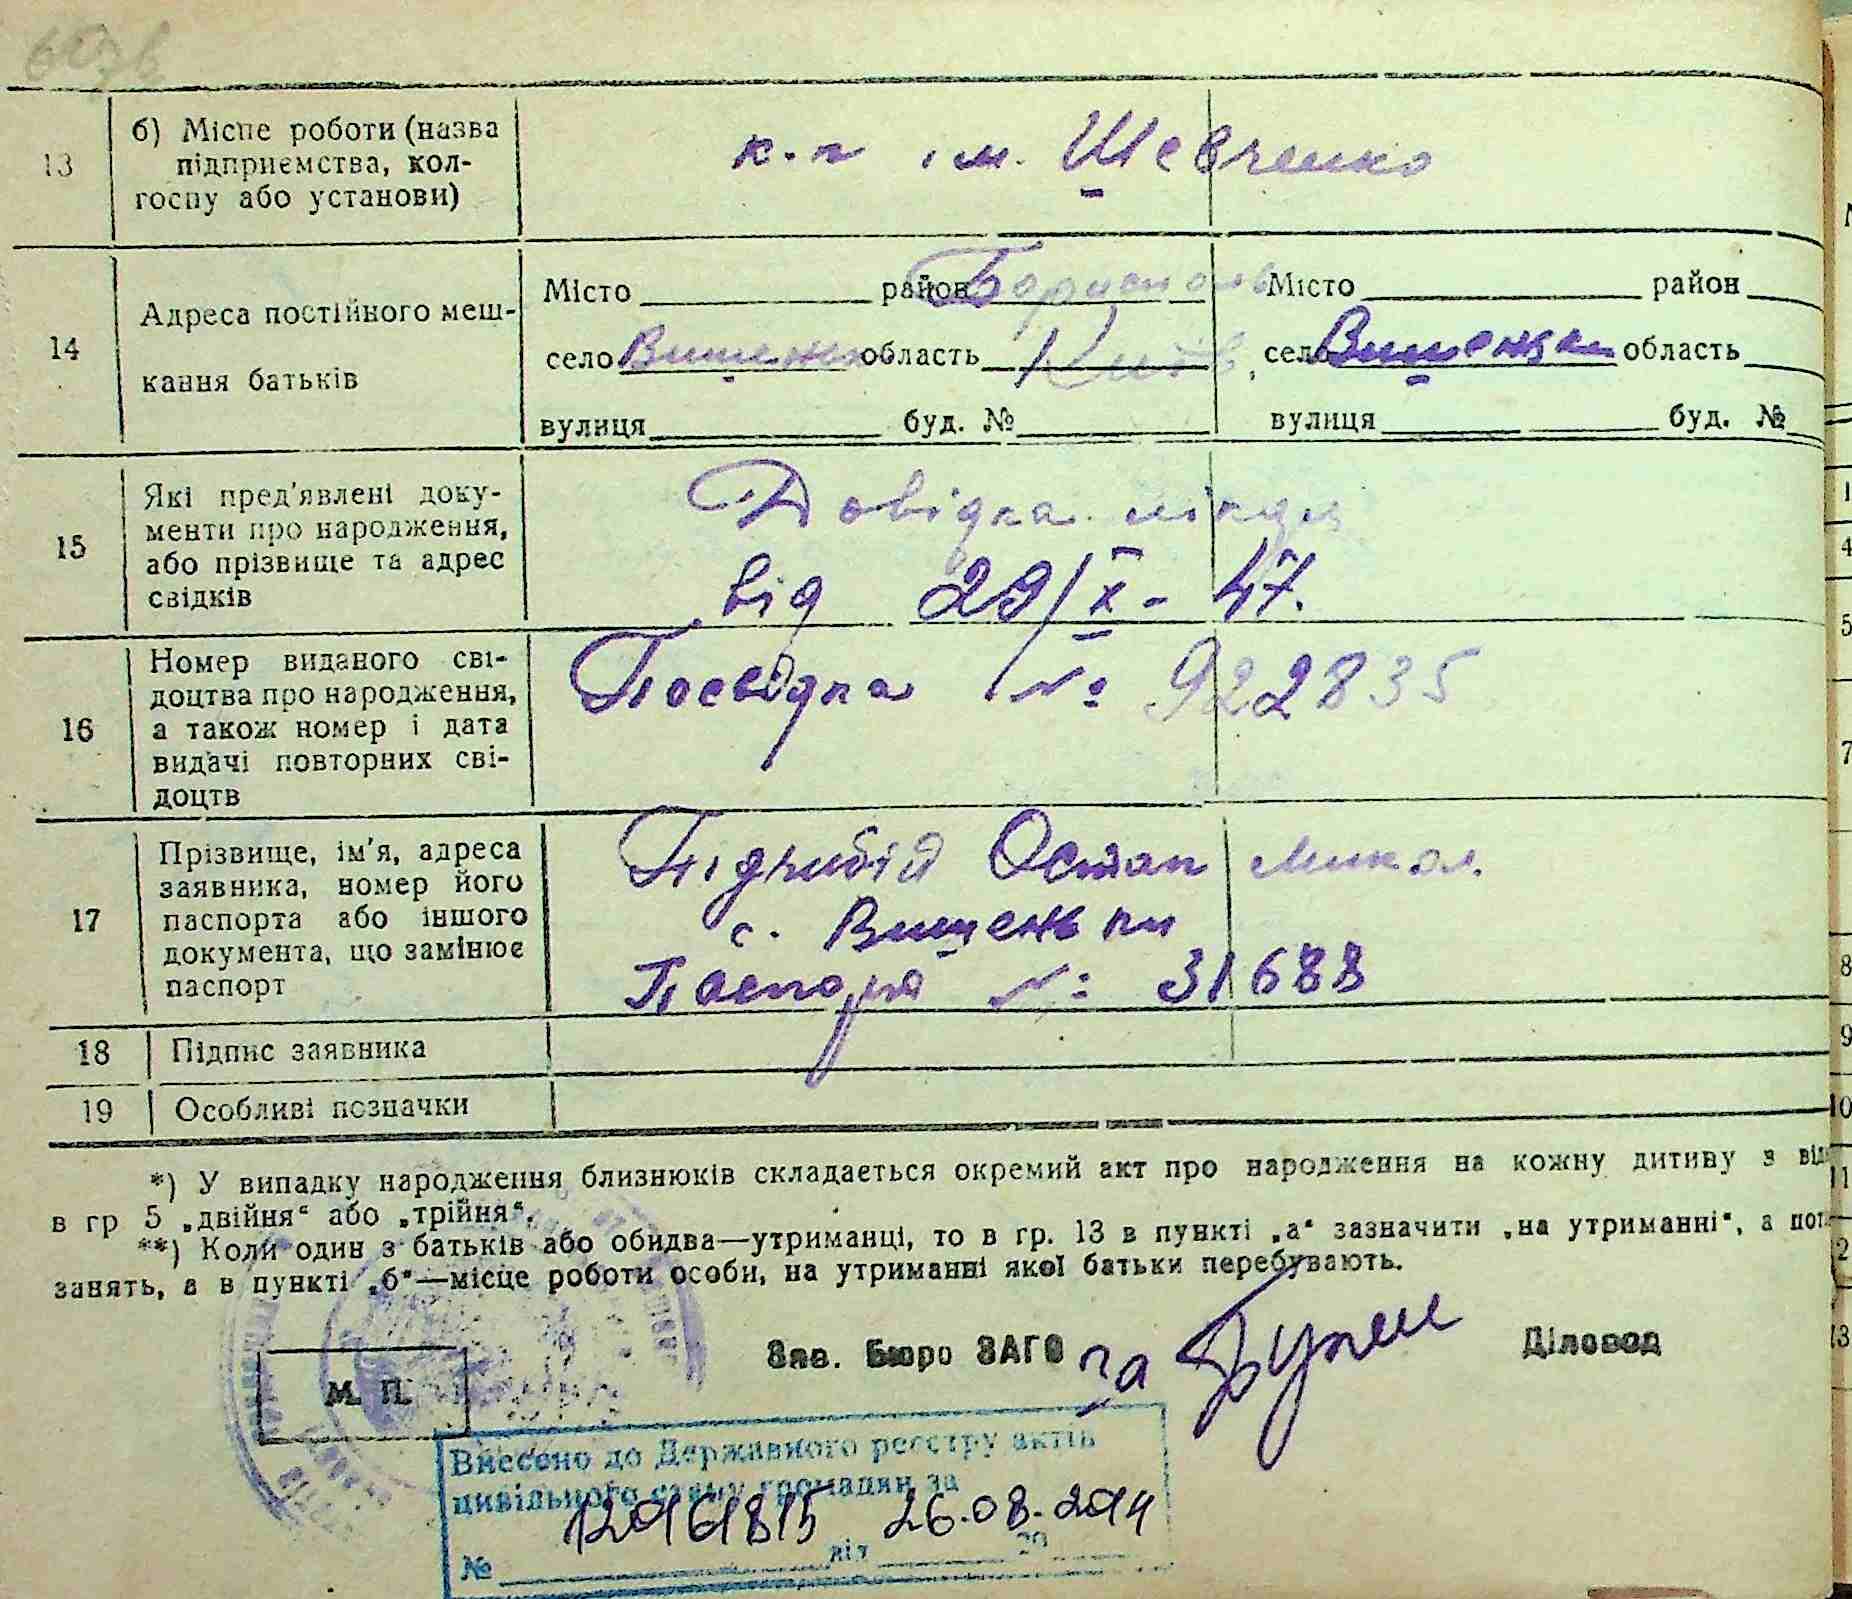 13
б) Місце роботи (назва
підприємства, кол-
госпу або установи)
к-п ім. Шевченко
14
Адреса постійного меш-
кання батьків
Місто район Бориспольс Місто район
село Вишеньки область Київ, село Вишеньки область
вулиця буд. № вулиця буд. №
15
Які пред'явлені доку-
менти про народження,
або прізвище та адрес
свідків
Довідка лікаря
від 29/X - 47.
16
Номер виданого сві-
доцтва про народження,
а також номер і дата
видачі повторних сві-
доцтв
Посвідка № 922835
17
Прізвище, ім'я, адреса
заявника, номер його
паспорта або іншого
документа, що замінює
паспорт
Остап Микол.
с. Вишеньки
Паспорт № 31688
18 Підпис заявника
19 Особливі позначки
*) У випадку народження близнюків складається окремий акт про народження на кожну дитину з від
в гр 5 „двійня“ або „трійня“.
**) Коли один з батьків або обидва—утриманці, то в гр. 13 в пункті „а“ зазначити „на утриманні“, а пот
занять, а в пункті „б“—місце роботи особи, на утриманні якої батьки перебувають.
Зав. Бюро ЗАГС за Діловод
М. П.
Внесено до Державного реєстру актів
цивільного стану громадян за
№ 120161815 від 26.08.2014